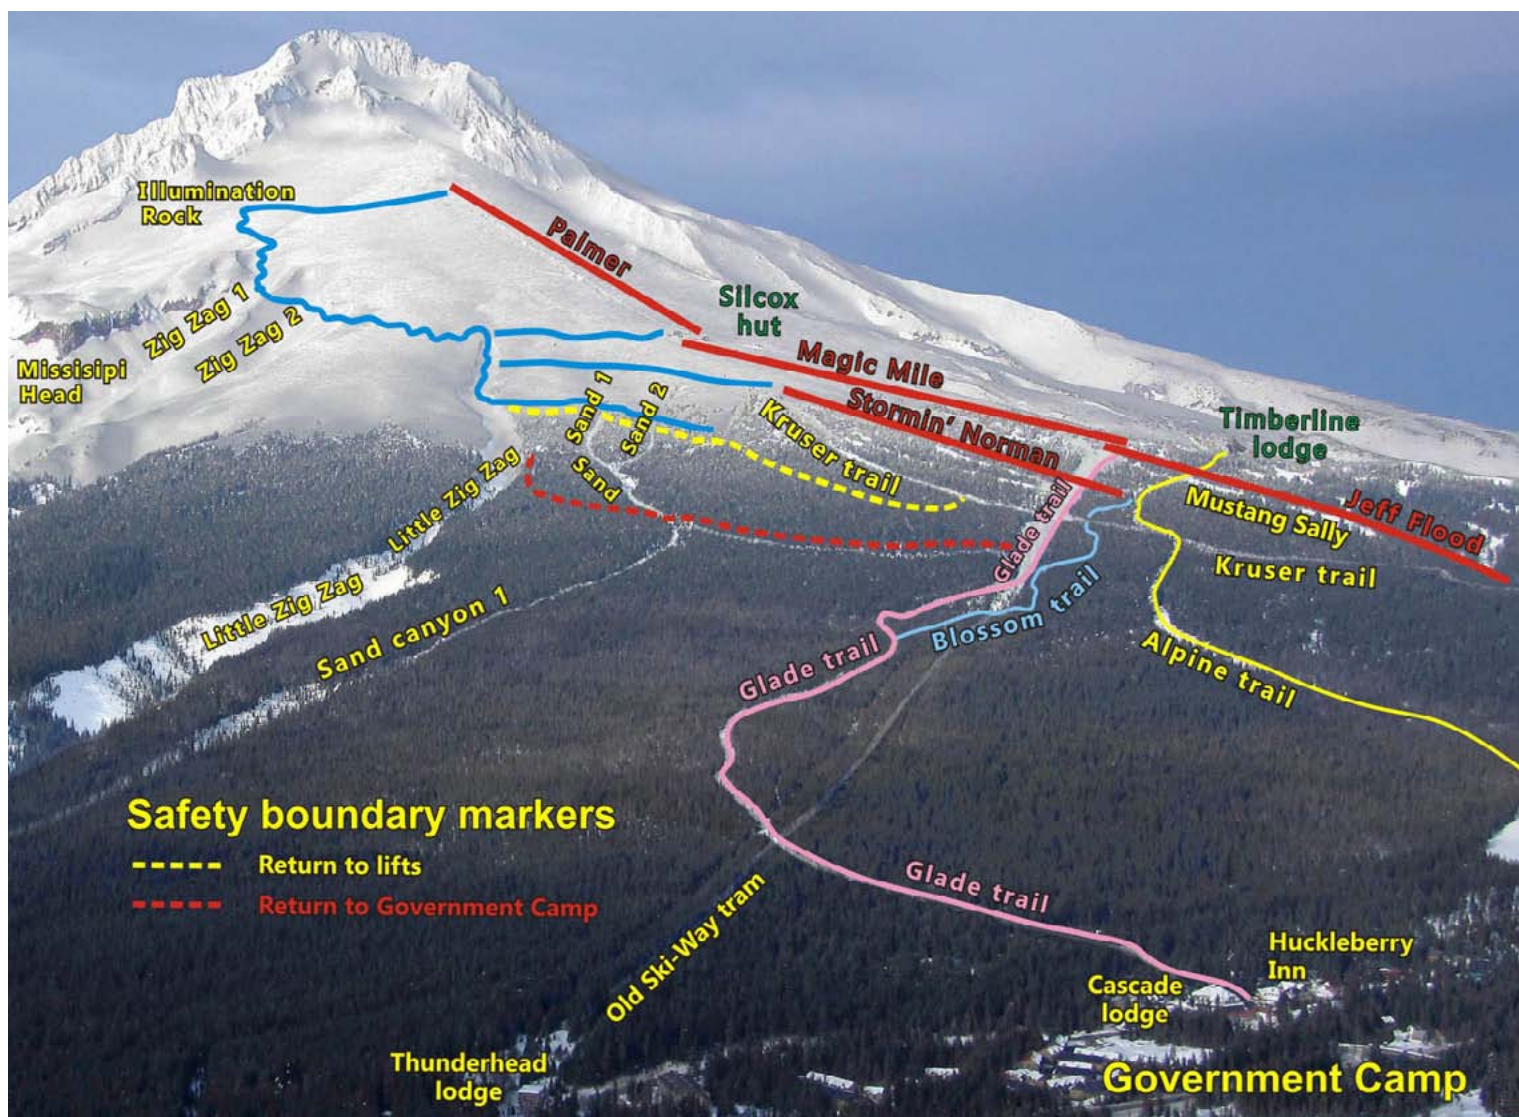 Illumination
Rock
Palmer
Silcox
hut
Zig Zag 1
Zig Zag 2
Missisipi
Head
Magic Mile
Stormin' Norman
Timberline
lodge
Sand 1
Sand 2
Sand
Kruser trail
Little Zig Zag
Glade trail
Mustang Sally
Jeff Flood
Kruser trail
Little Zig Zag
Sand canyon 1
Blossom trail
Glade trail
Alpine trail
Safety boundary markers
Return to lifts
Return to Government Camp
Glade trail
Old Ski-Way tram
Huckleberry
Inn
Cascade
lodge
Thunderhead
lodge
Government Camp